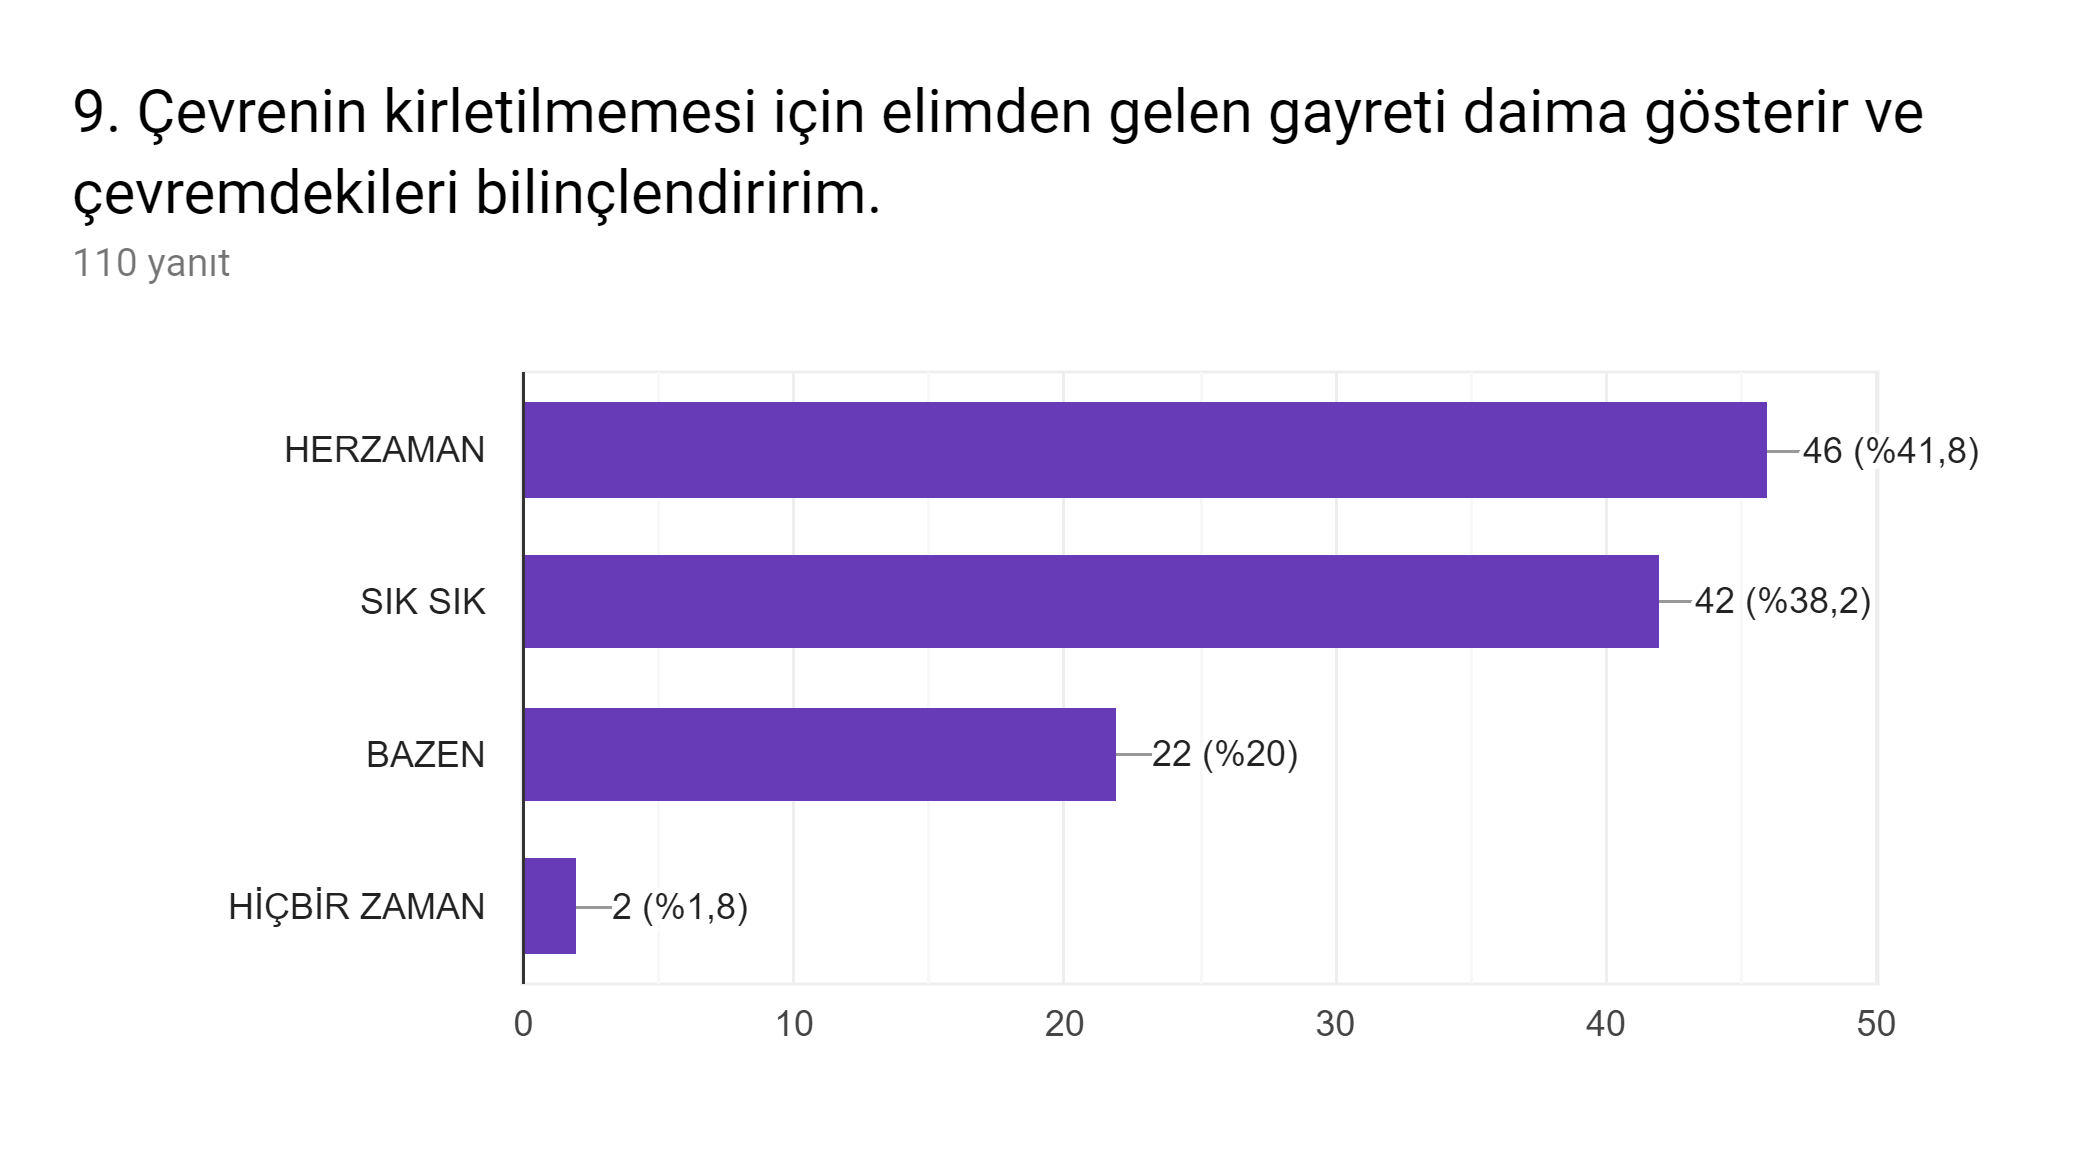 9. Çevrenin kirletilmemesi için elimden gelen gayreti daima gösterir ve
çevremdekileri bilinçlendiririm.
110 yanıt
HERZAMAN
46 (%41,8)
SIK SIK
42 (%38,2)
BAZEN
22 (%20)
HİÇBİR ZAMAN
2 (%1,8)
0 10 20 30 40 50